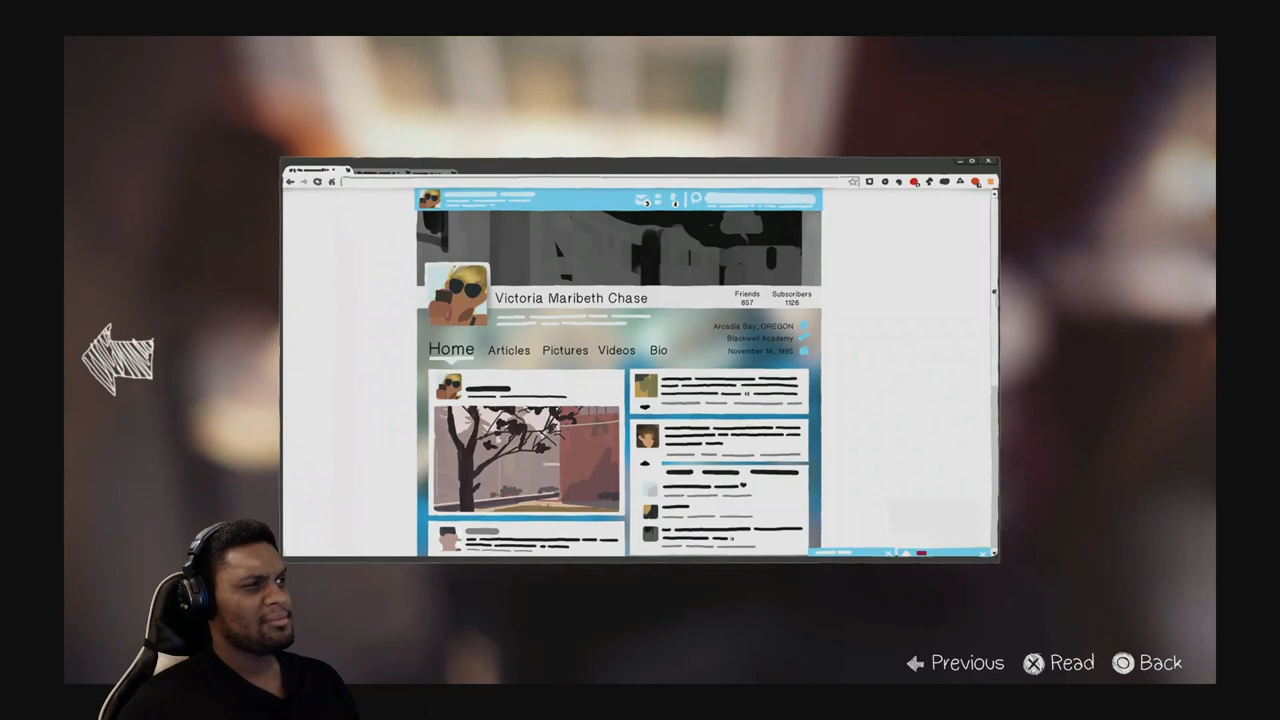 Victoria Maribeth Chase
Friends
657
Subscribers
1126
Arcadia Bay, OREGON
Blackwell Academy
November 14, 1995
Home Articles Pictures Videos Bio
Previous Read Back